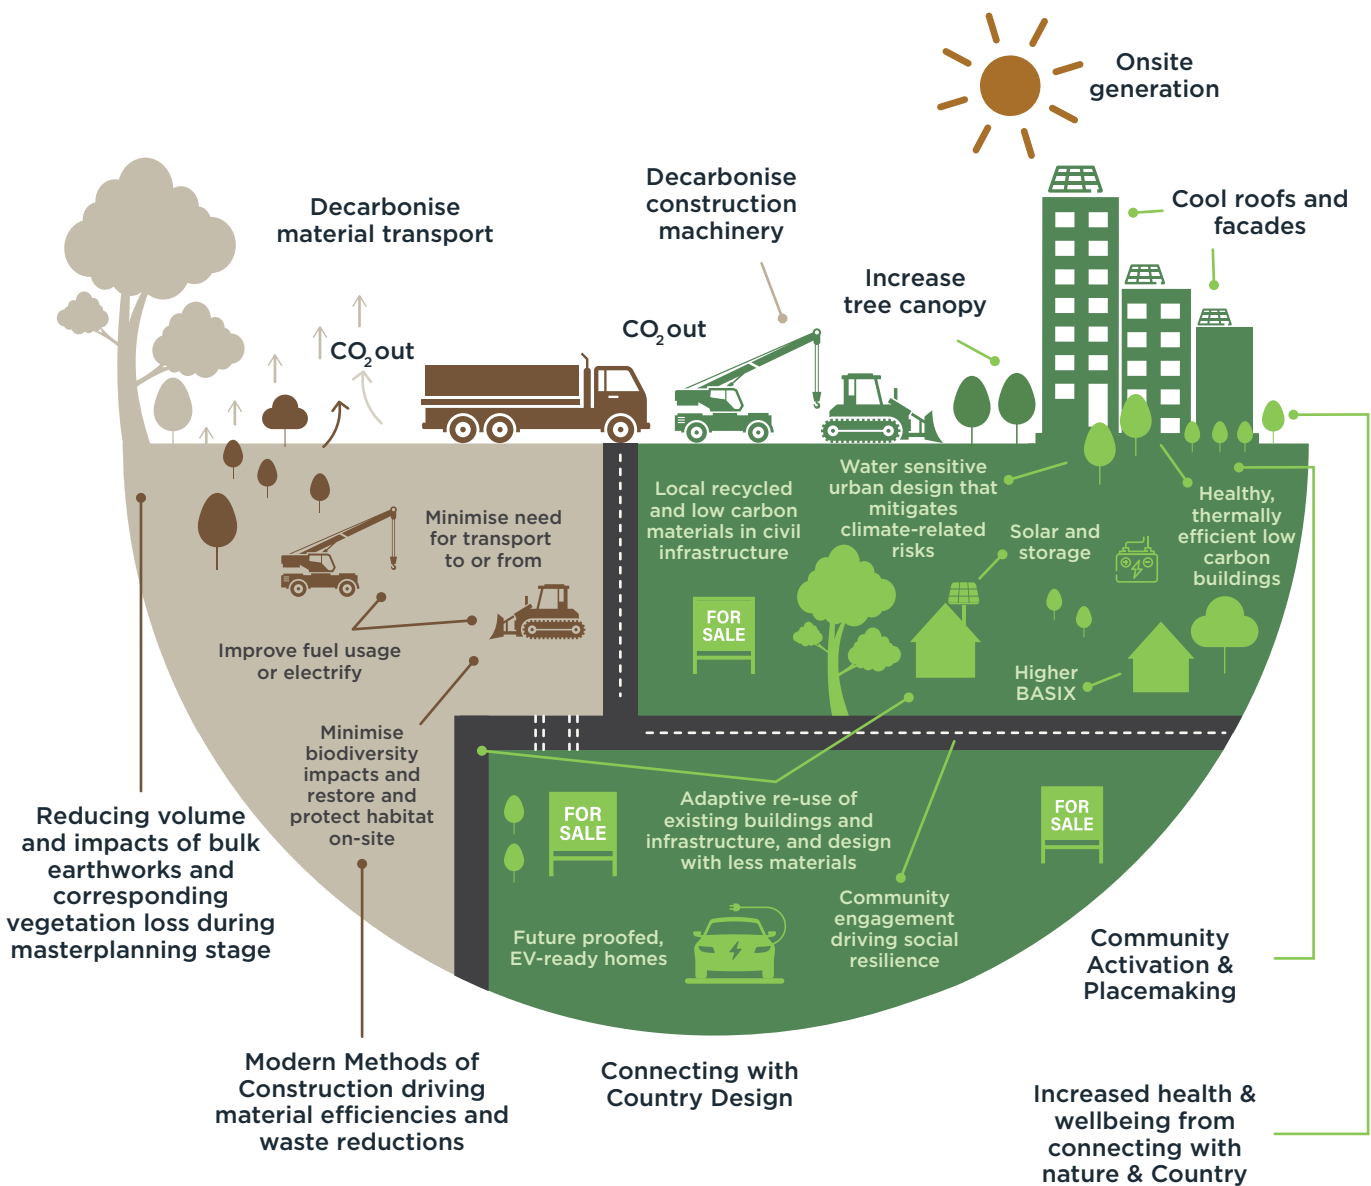 Onsite
generation
Decarbonise
material transport
Decarbonise
construction
machinery
Cool roofs and
facades
Increase
tree canopy
CO2 out
CO2 out
Minimise need
for transport
to or from
Local recycled
and low carbon
materials in civil
infrastructure
Water sensitive
urban design that
mitigates
climate-related
risks
Solar and
storage
Healthy,
thermally
efficient low
carbon
buildings
FOR
SALE
Improve fuel usage
or electrify
Higher
BASIX
Minimise
biodiversity
impacts and
restore and
protect habitat
on-site
Reducing volume
and impacts of bulk
earthworks and
corresponding
vegetation loss during
masterplanning stage
FOR
SALE
Adaptive re-use of
existing buildings and
infrastructure, and design
with less materials
FOR
SALE
Future proofed,
EV-ready homes
Community
engagement
driving social
resilience
Community
Activation &
Placemaking
Modern Methods of
Construction driving
material efficiencies and
waste reductions
Connecting with
Country Design
Increased health &
wellbeing from
connecting with
nature & Country